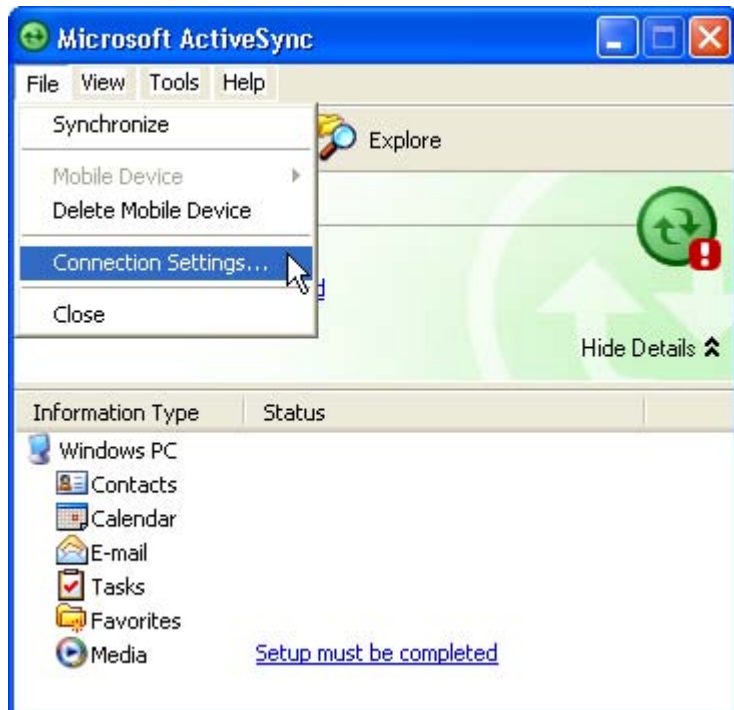 Microsoft ActiveSync
File View Tools Help
Synchronize
Explore
Mobile Device
Delete Mobile Device
Connection Settings...
Close
Hide Details
Information Type Status
Windows PC
Contacts
Calendar
E-mail
Tasks
Favorites
Media Setup must be completed